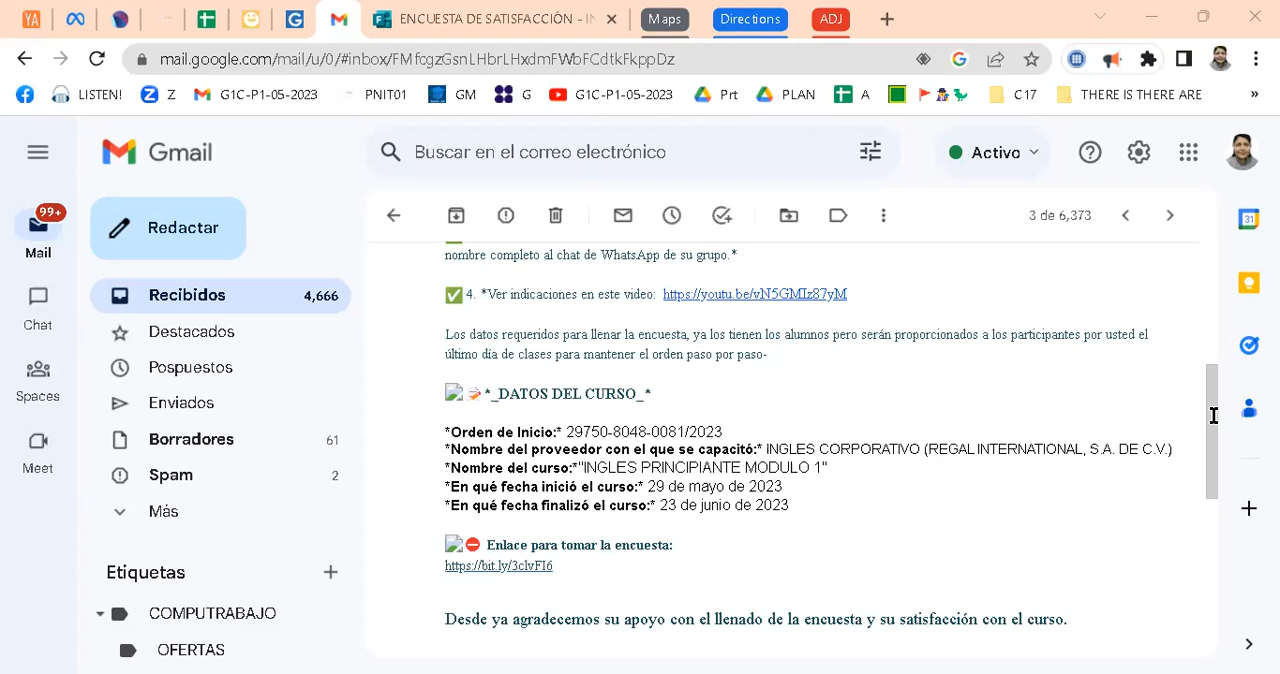 ENCUESTA DE SATISFACCIÓN - IN
Maps
Directions
ADJ
mail.google.com/mail/u/0/#inbox/FMfcgzGsnLHbrLHxdmFWbFCdtkFkppDz
LISTEN!
Z
G1C-P1-05-2023
PNIT01
GM
G
G1C-P1-05-2023
Prt
PLAN
A
C17
THERE IS THERE ARE
»
Gmail
Buscar en el correo electrónico
Activo
99+
Mail
Chat
Spaces
Meet
Redactar
Recibidos 4,666
Destacados
Pospuestos
Enviados
Borradores 61
Spam 2
Más
Etiquetas
COMPUTRABAJO
OFERTAS
3 de 6,373
nombre completo al chat de WhatsApp de su grupo.*
✅ 4. *Ver indicaciones en este video: https://youtu.be/vN5GMIz87yM
Los datos requeridos para llenar la encuesta, ya los tienen los alumnos pero serán proporcionados a los participantes por usted el
último día de clases para mantener el orden paso por paso-
*_DATOS DEL CURSO_*
*Orden de Inicio:* 29750-8048-0081/2023
*Nombre del proveedor con el que se capacitó:* INGLES CORPORATIVO (REGAL INTERNATIONAL, S.A. DE C.V.)
*Nombre del curso:*"INGLES PRINCIPIANTE MODULO 1"
*En qué fecha inició el curso:* 29 de mayo de 2023
*En qué fecha finalizó el curso:* 23 de junio de 2023
Enlace para tomar la encuesta:
https://bit.ly/3clvFI6
Desde ya agradecemos su apoyo con el llenado de la encuesta y su satisfacción con el curso.
31